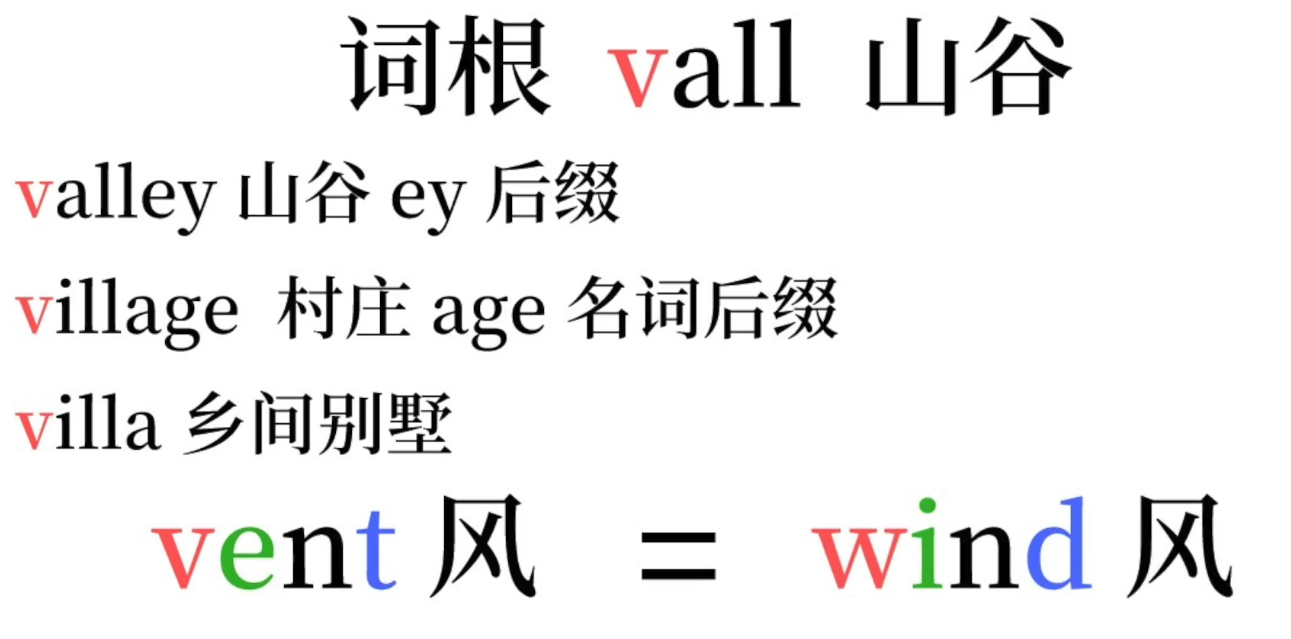 词根 vall 山谷
valley 山谷 ey 后缀
village 村庄 age 名词后缀
villa 乡间别墅
vent 风 = wind 风